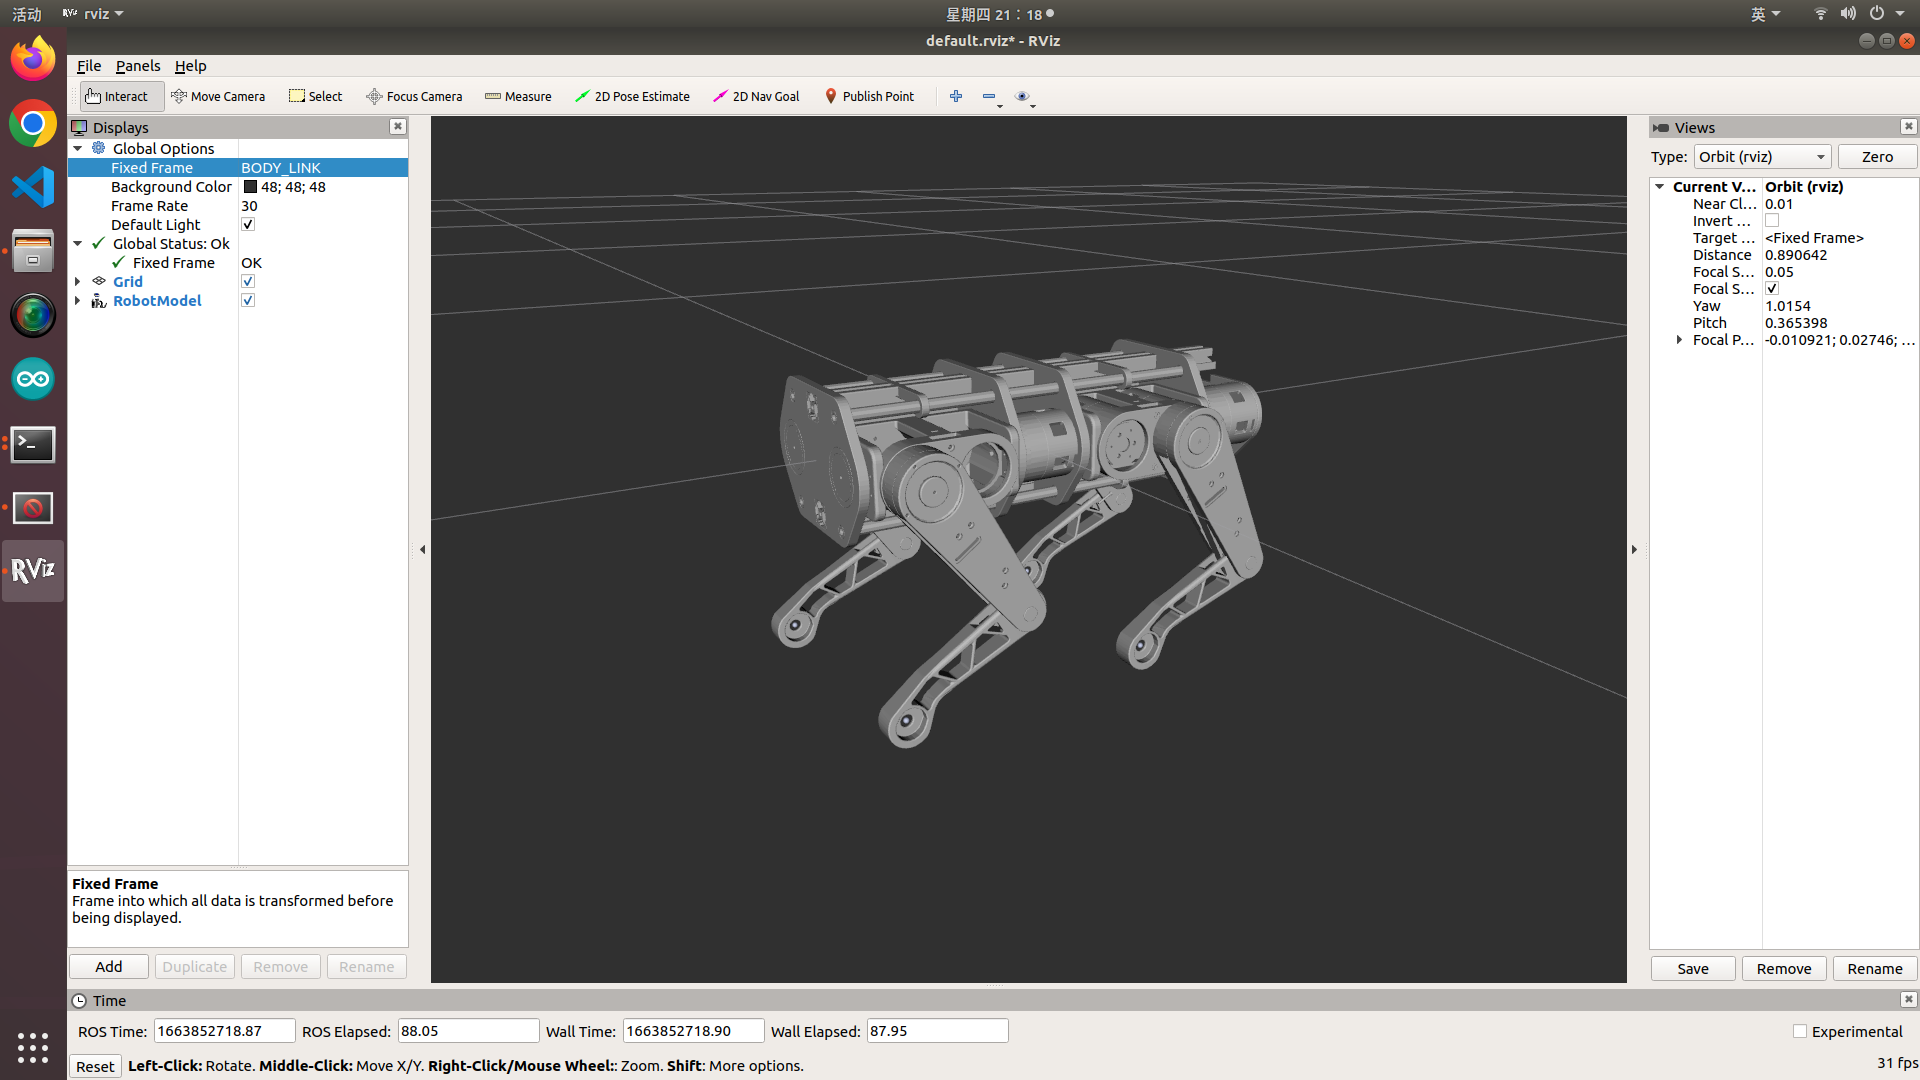 活动
RViz rviz
星期四 21：18
英
default.rviz* - RViz
File Panels Help
Interact Move Camera Select Focus Camera Measure 2D Pose Estimate 2D Nav Goal Publish Point
Displays
Global Options
Fixed Frame BODY_LINK
Background Color 48; 48; 48
Frame Rate 30
Default Light
Global Status: Ok
Fixed Frame OK
Grid
RobotModel
Fixed Frame
Frame into which all data is transformed before
being displayed.
Add Duplicate Remove Rename
Views
Type: Orbit (rviz) Zero
Current V... Orbit (rviz)
Near Cl... 0.01
Invert ...
Target ... <Fixed Frame>
Distance 0.890642
Focal S... 0.05
Focal S...
Yaw 1.0154
Pitch 0.365398
Focal P... -0.010921; 0.02746; ...
Save Remove Rename
RViz
Time
ROS Time: 1663852718.87 ROS Elapsed: 88.05 Wall Time: 1663852718.90 Wall Elapsed: 87.95 Experimental
Reset Left-Click: Rotate. Middle-Click: Move X/Y. Right-Click/Mouse Wheel:: Zoom. Shift: More options. 31 fps